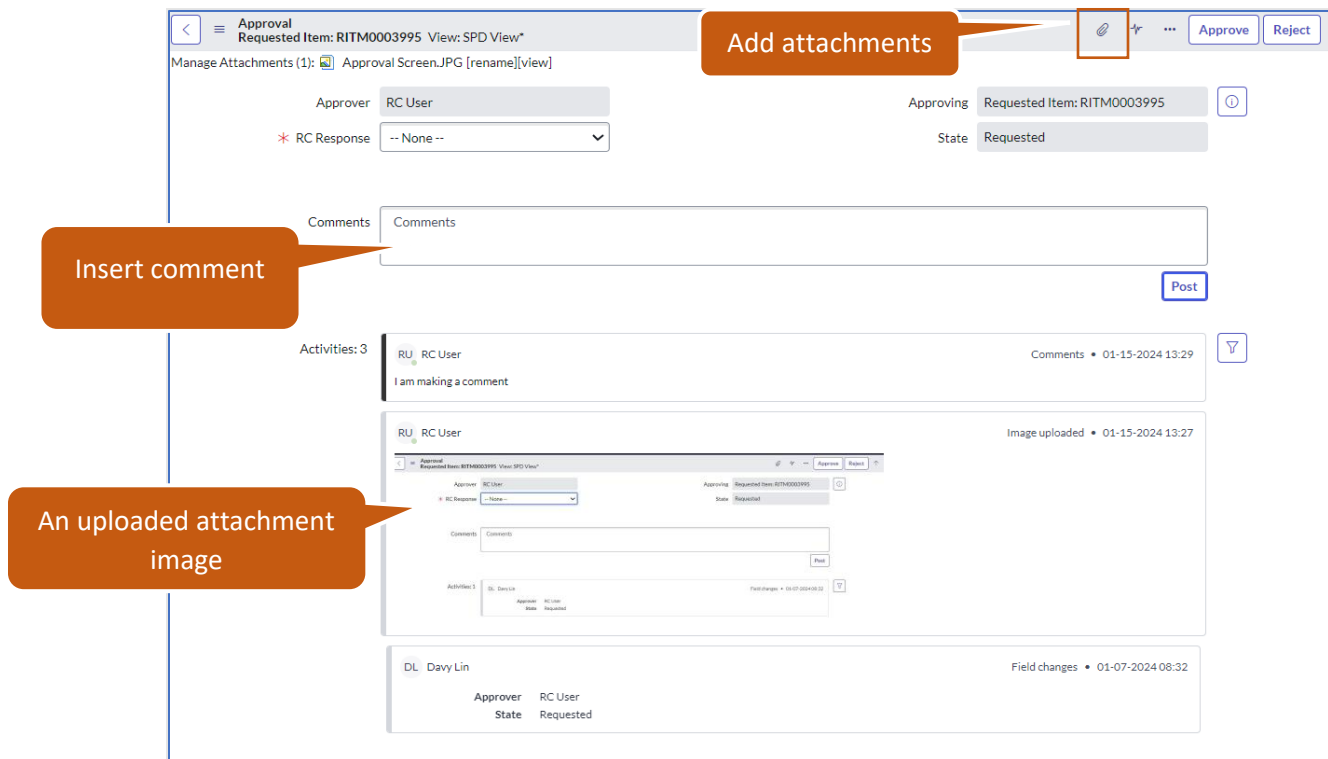 Approval
Requested Item: RITM0003995 View: SPD View*
Add attachments
Approve
Reject
Manage Attachments (1): Approval Screen.JPG [rename][view]
Approver RC User
Approving Requested Item: RITM0003995
* RC Response -- None --
State Requested
Comments Comments
Insert comment
Post
Activities: 3
RU RC User Comments • 01-15-2024 13:29
I am making a comment
RU RC User Image uploaded • 01-15-2024 13:27
Approval
Requested Item: RITM0003995 View: SPD View*
Approve Reject
Approver RC User
Approving Requested Item: RITM0003995
* RC Response -- None --
State Requested
An uploaded attachment
image
Comments Comments
Post
Activities: 1
DL Davy Lin Field changes • 01-07-2024 08:32
Approver RC User
State Requested
DL Davy Lin Field changes • 01-07-2024 08:32
Approver RC User
State Requested